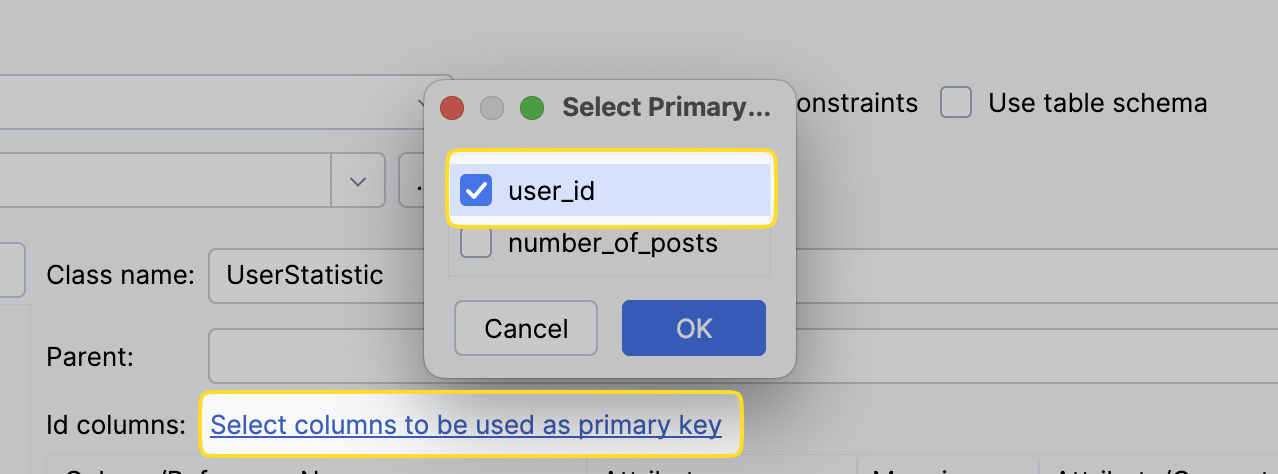 Select Primary...
onstraints
Use table schema
user_id
number_of_posts
Class name:
UserStatistic
Cancel
OK
Parent:
Id columns:
Select columns to be used as primary key